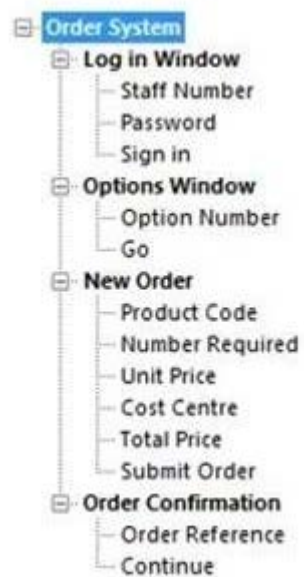 Order System
Log in Window
Staff Number
Password
Sign in
Options Window
Option Number
Go
New Order
Product Code
Number Required
Unit Price
Cost Centre
Total Price
Submit Order
Order Confirmation
Order Reference
Continue